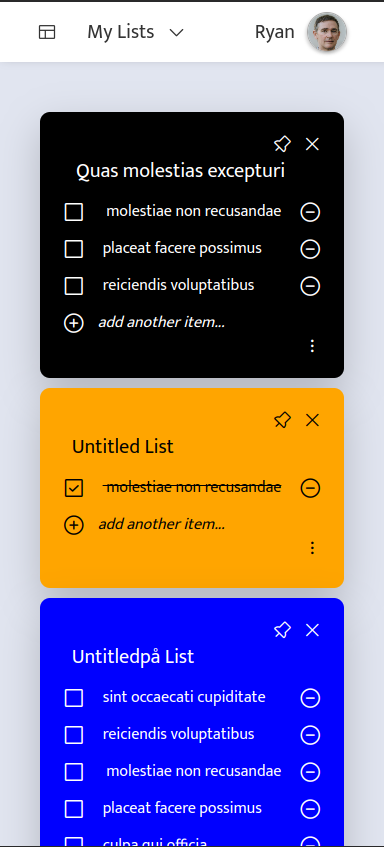 My Lists
Ryan
Quas molestias excepturi
molestiae non recusandae
placeat facere possimus
reiciendis voluptatibus
add another item...
Untitled List
molestiae non recusandae
add another item...
Untitledpå List
sint occaecati cupiditate
reiciendis voluptatibus
molestiae non recusandae
placeat facere possimus
culpa qui officia